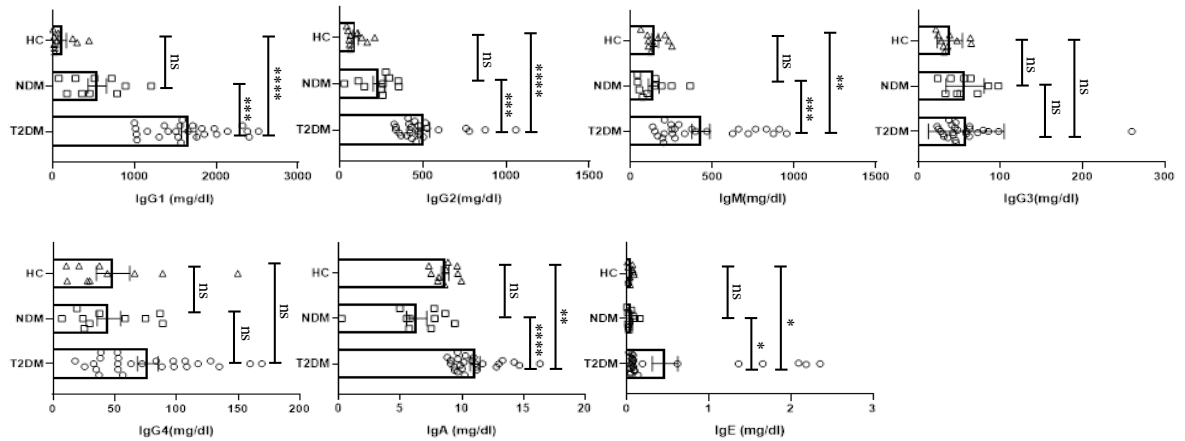 HC
NDM
T2DM
ns
***
****
0 1000 2000 3000
IgG1 (mg/dl)
HC
NDM
T2DM
ns
***
****
0 500 1000 1500
IgG2(mg/dl)
HC
NDM
T2DM
ns
***
**
0 500 1000 1500
IgM(mg/dl)
HC
NDM
T2DM
ns
ns
ns
0 100 200 300
IgG3(mg/dl)
HC
NDM
T2DM
ns
ns
ns
0 50 100 150 200
IgG4(mg/dl)
HC
NDM
T2DM
ns
****
**
0 5 10 15 20
IgA (mg/dl)
HC
NDM
T2DM
ns
*
*
0 1 2 3
IgE (mg/dl)